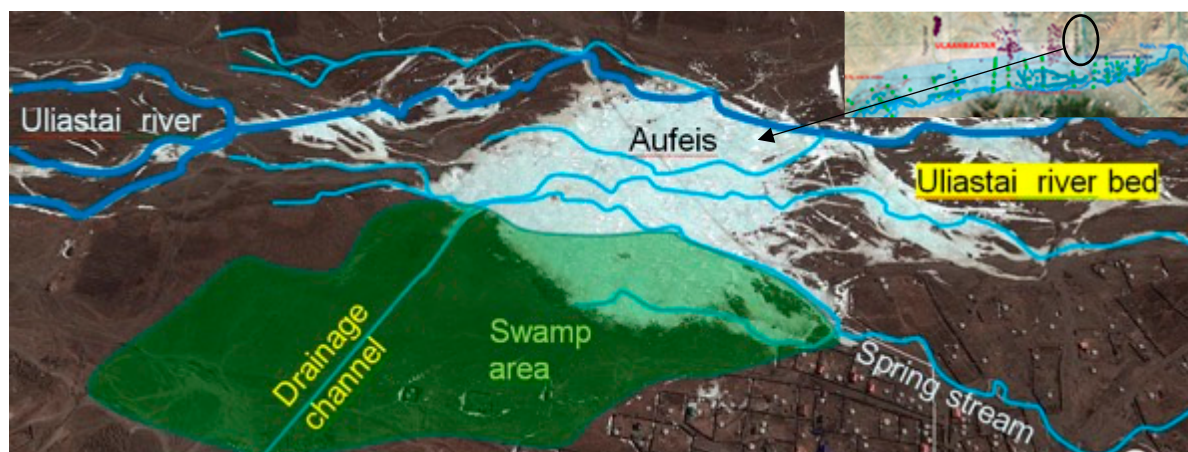 ULAANBAATAR
Uliastai river
Aufeis
Uliastai river bed
Swamp
area
Drainage
channel
Spring stream